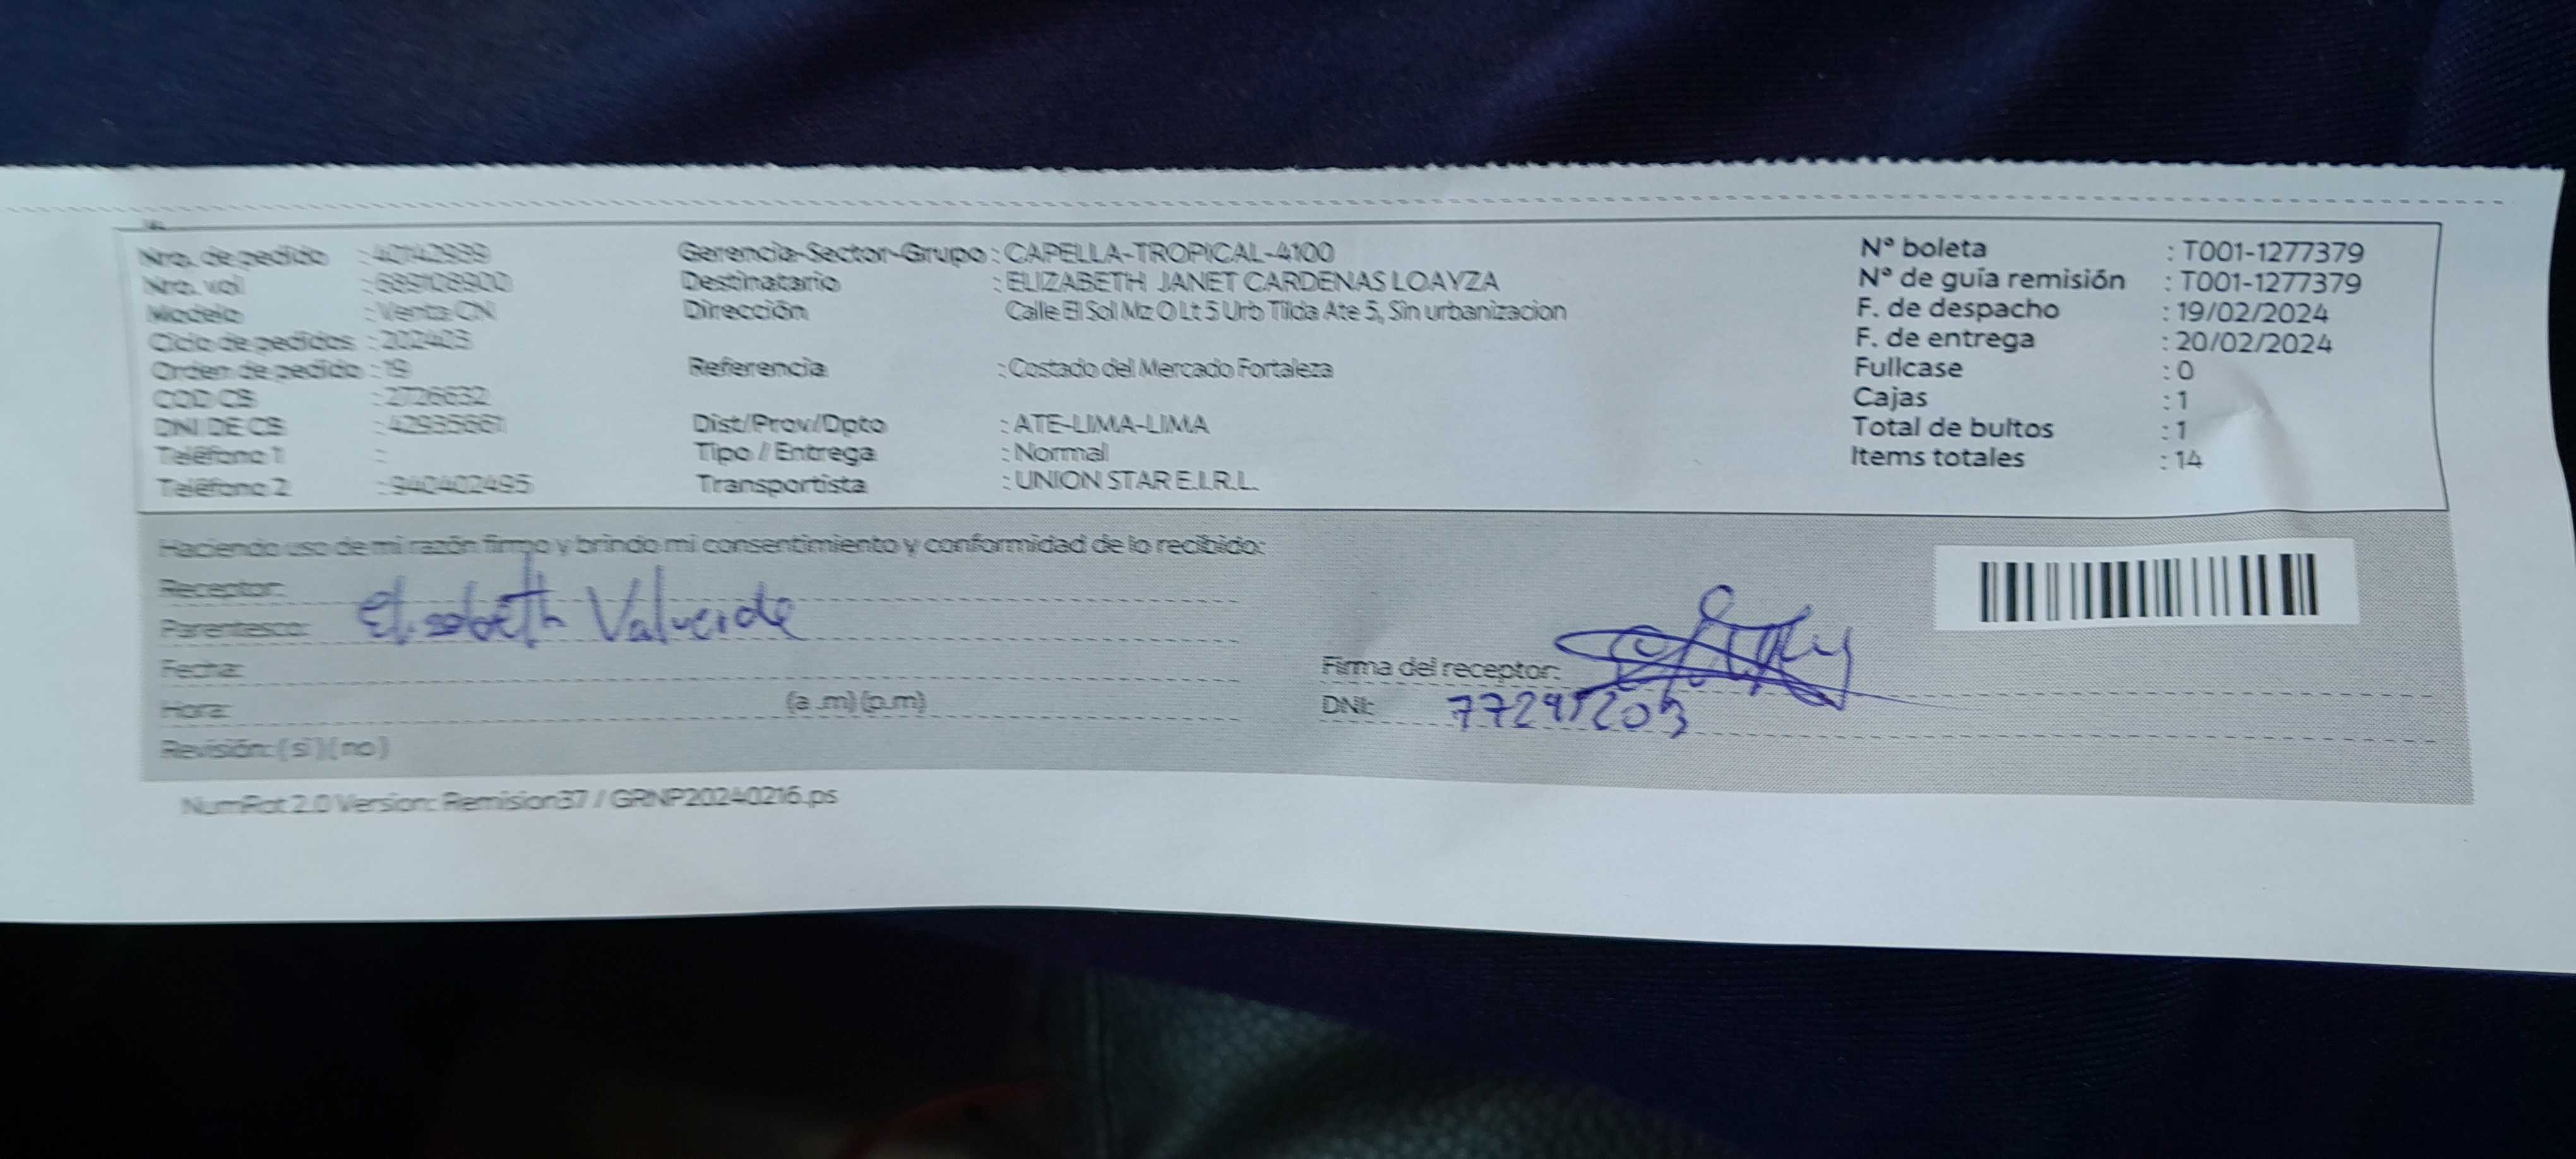 Nro. de pedido : 40142939 Gerencia-Sector-Grupo : CAPELLA-TROPICAL-4100 Nº boleta : T001-1277379
Nro. vol : 689108900 Destinatario : ELIZABETH JANET CARDENAS LOAYZA Nº de guía remisión : T001-1277379
Modelo : Venta CN Dirección Calle El Sol Mz O Lt 5 Urb Tilda Ate 5, Sin urbanizacion F. de despacho : 19/02/2024
Ciclo de pedidos : 202403 F. de entrega : 20/02/2024
Orden de pedido : 19 Referencia : Costado del Mercado Fortaleza Fullcase : 0
COD CB : 2726632 Cajas : 1
DNI DE CB : 42935661 Dist/Prov/Dpto : ATE-LIMA-LIMA Total de bultos : 1
Teléfono 1 : Tipo / Entrega : Normal Items totales : 14
Teléfono 2 : 940402495 Transportista : UNION STAR E.I.R.L.
Haciendo uso de mi razón firmo y brindo mi consentimiento y conformidad de lo recibido:
Receptor:
Parentesco: Elisabeth Valverde
Fecha: Firma del receptor:
Hora: (a .m) (p.m) DNI: 77295203
Revisión: ( si ) ( no )
NumRot 2.0 Version: Remision37 / GRNP20240216.ps